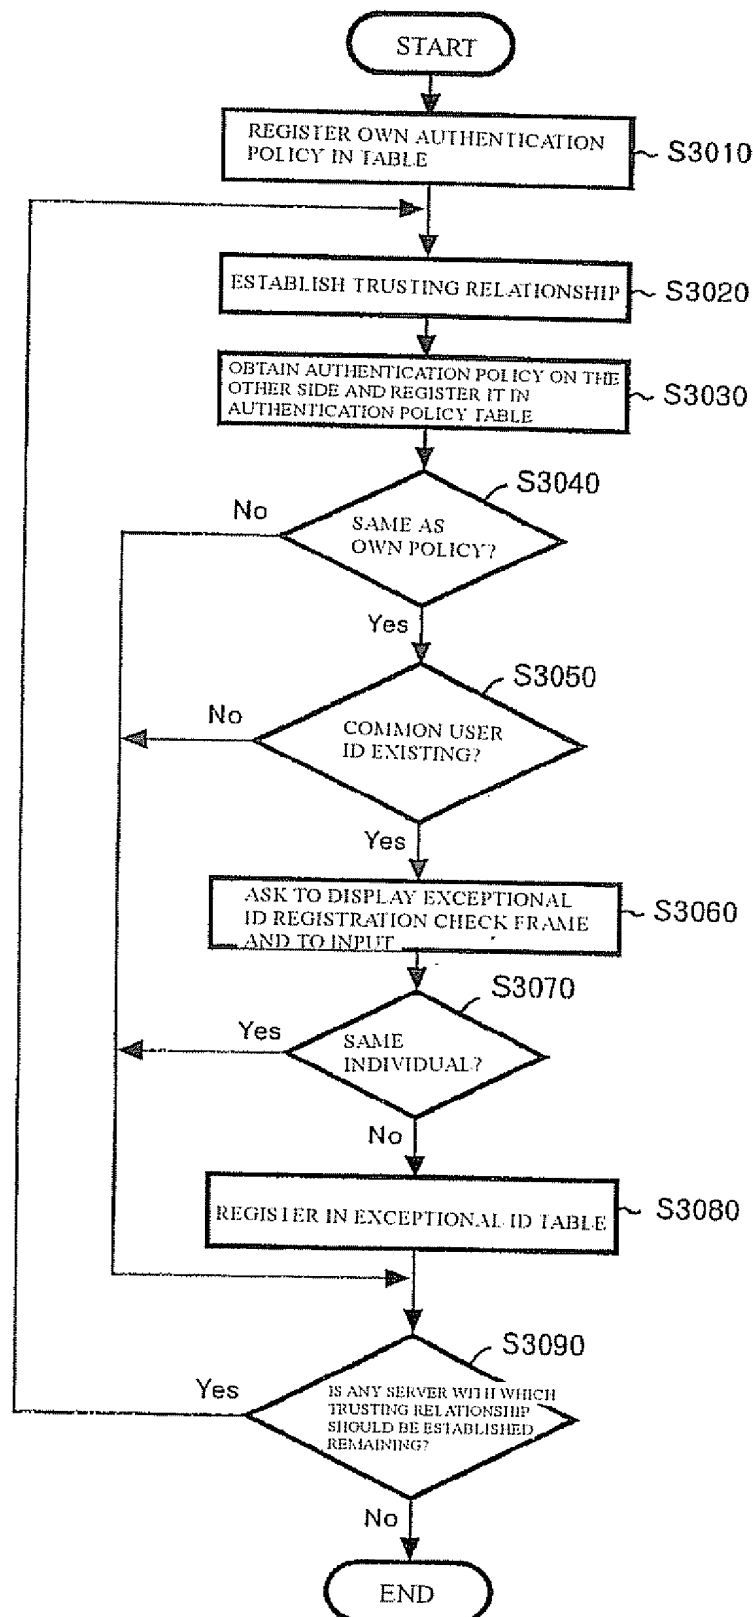 START
REGISTER OWN AUTHENTICATION
POLICY IN TABLE
S3010
ESTABLISH TRUSTING RELATIONSHIP
S3020
OBTAIN AUTHENTICATION POLICY ON THE
OTHER SIDE AND REGISTER IT IN
AUTHENTICATION POLICY TABLE
S3030
S3040
No
SAME AS
OWN POLICY?
Yes
S3050
No
COMMON USER
ID EXISTING?
Yes
ASK TO DISPLAY EXCEPTIONAL
ID REGISTRATION CHECK FRAME
AND TO INPUT
S3060
S3070
Yes
SAME
INDIVIDUAL?
No
REGISTER IN EXCEPTIONAL ID TABLE
S3080
S3090
Yes
IS ANY SERVER WITH WHICH
TRUSTING RELATIONSHIP
SHOULD BE ESTABLISHED
REMAINING?
No
END